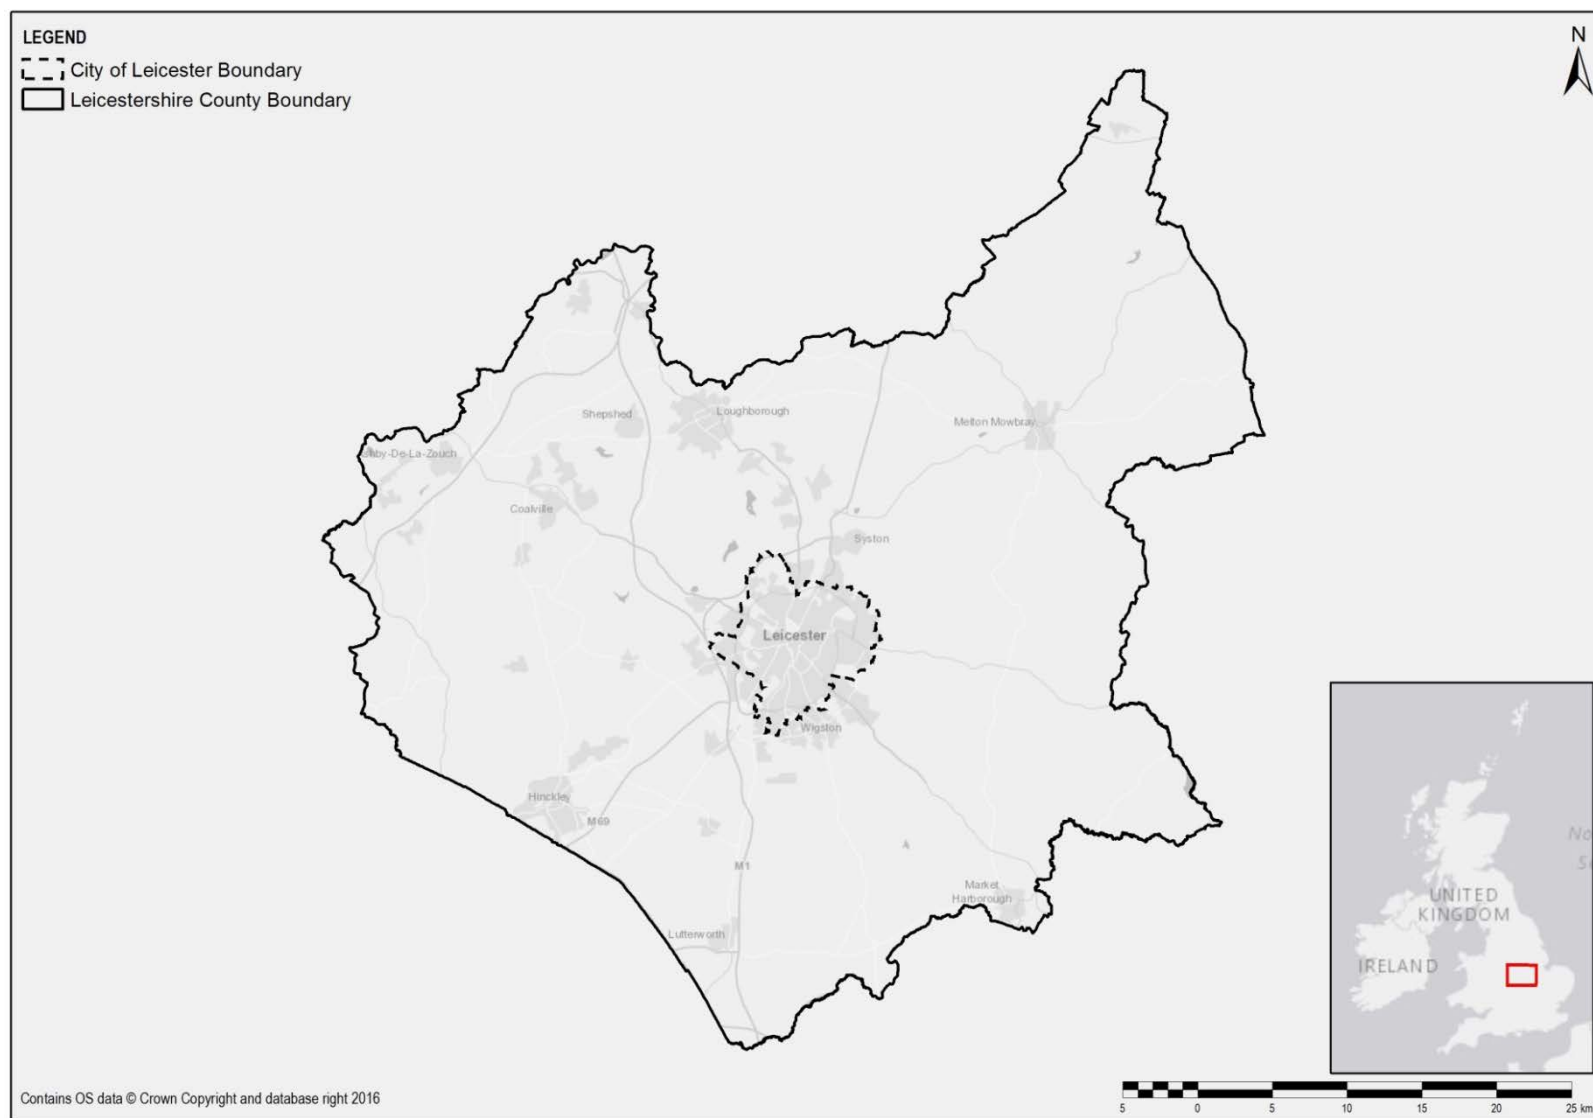 LEGEND
City of Leicester Boundary
Leicestershire County Boundary
N
Shepshed
Loughborough
Melton Mowbray
Coalville
Syston
Leicester
Wigston
Hinckley
M69
M1
Market
Harborough
Lutterworth
UNITED
KINGDOM
IRELAND
Contains OS data © Crown Copyright and database right 2016
5 0 5 10 15 20 25 km